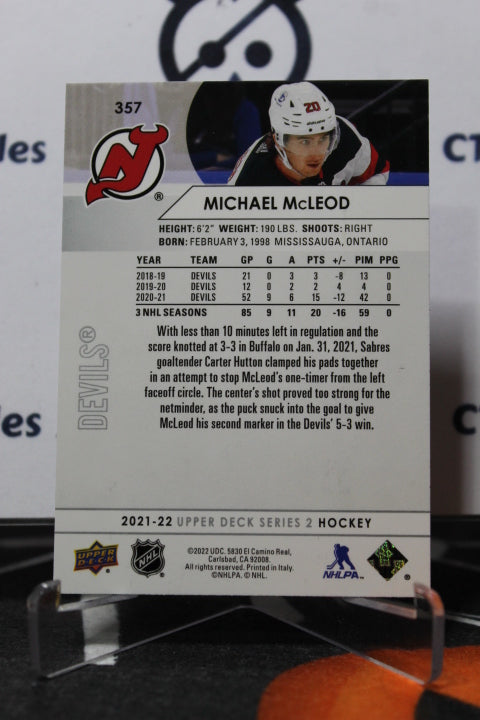 357
20
MICHAEL McLEOD
HEIGHT: 6'2" WEIGHT: 190 LBS. SHOOTS: RIGHT
BORN: FEBRUARY 3, 1998 MISSISSAUGA, ONTARIO
YEAR TEAM GP G A PTS +/- PIM PPG
2018-19 DEVILS 21 0 3 3 -8 13 0
2019-20 DEVILS 12 0 2 2 4 4 0
2020-21 DEVILS 52 9 6 15 -12 42 0
3 NHL SEASONS 85 9 11 20 -16 59 0
With less than 10 minutes left in regulation and the
score knotted at 3-3 in Buffalo on Jan. 31, 2021, Sabres
goaltender Carter Hutton clamped his pads together
in an attempt to stop McLeod's one-timer from the left
faceoff circle. The center's shot proved too strong for the
netminder, as the puck snuck into the goal to give
McLeod his second marker in the Devils' 5-3 win.
DEVILS®
2021-22 UPPER DECK SERIES 2 HOCKEY
UPPER DECK
NHL
©2022 UDC. 5830 El Camino Real,
Carlsbad, CA 92008.
All rights reserved. Printed in Italy.
©NHLPA. © NHL.
NHLPA